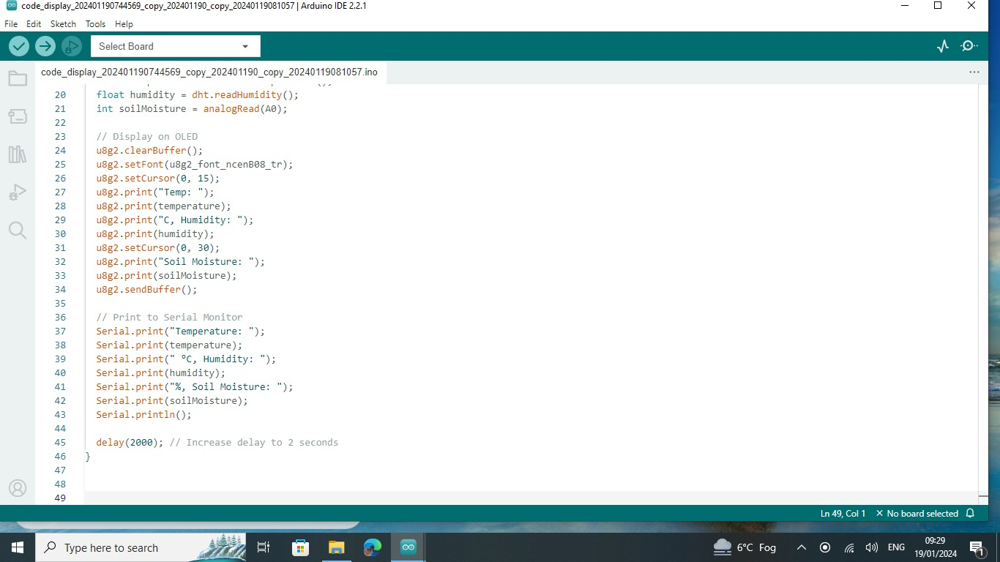 code_display_202401190744569_copy_202401190_copy_20240119081057 | Arduino IDE 2.2.1
File Edit Sketch Tools Help
Select Board
code_display_202401190744569_copy_202401190_copy_20240119081057.ino
20 float humidity = dht.readHumidity();
21 int soilMoisture = analogRead(A0);
22
23 // Display on OLED
24 u8g2.clearBuffer();
25 u8g2.setFont(u8g2_font_ncenB08_tr);
26 u8g2.setCursor(0, 15);
27 u8g2.print("Temp: ");
28 u8g2.print(temperature);
29 u8g2.print("C, Humidity: ");
30 u8g2.print(humidity);
31 u8g2.setCursor(0, 30);
32 u8g2.print("Soil Moisture: ");
33 u8g2.print(soilMoisture);
34 u8g2.sendBuffer();
35
36 // Print to Serial Monitor
37 Serial.print("Temperature: ");
38 Serial.print(temperature);
39 Serial.print(" °C, Humidity: ");
40 Serial.print(humidity);
41 Serial.print("%, Soil Moisture: ");
42 Serial.print(soilMoisture);
43 Serial.println();
44
45 delay(2000); // Increase delay to 2 seconds
46 }
47
48
49
Ln 49, Col 1 × No board selected
Type here to search
6°C Fog
ENG
09:29
19/01/2024
1